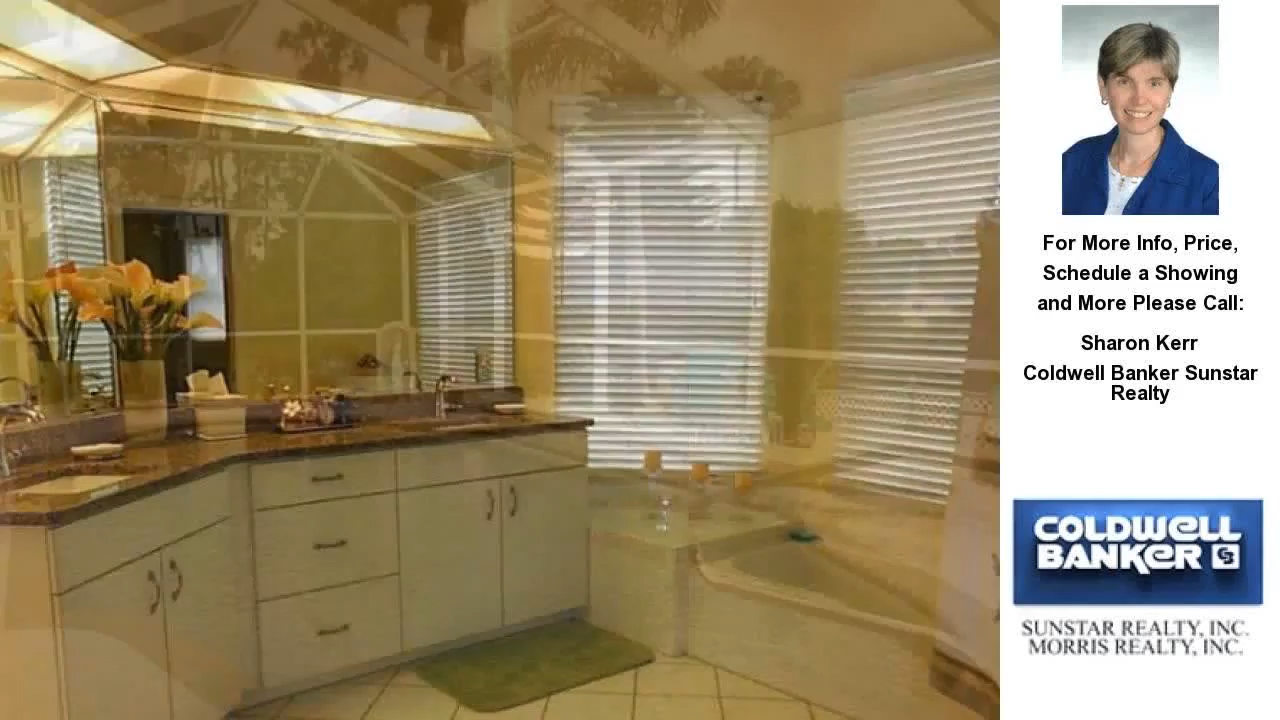 For More Info, Price,
Schedule a Showing
and More Please Call:
Sharon Kerr
Coldwell Banker Sunstar
Realty
COLDWELL
BANKER CB
SUNSTAR REALTY, INC.
MORRIS REALTY, INC.